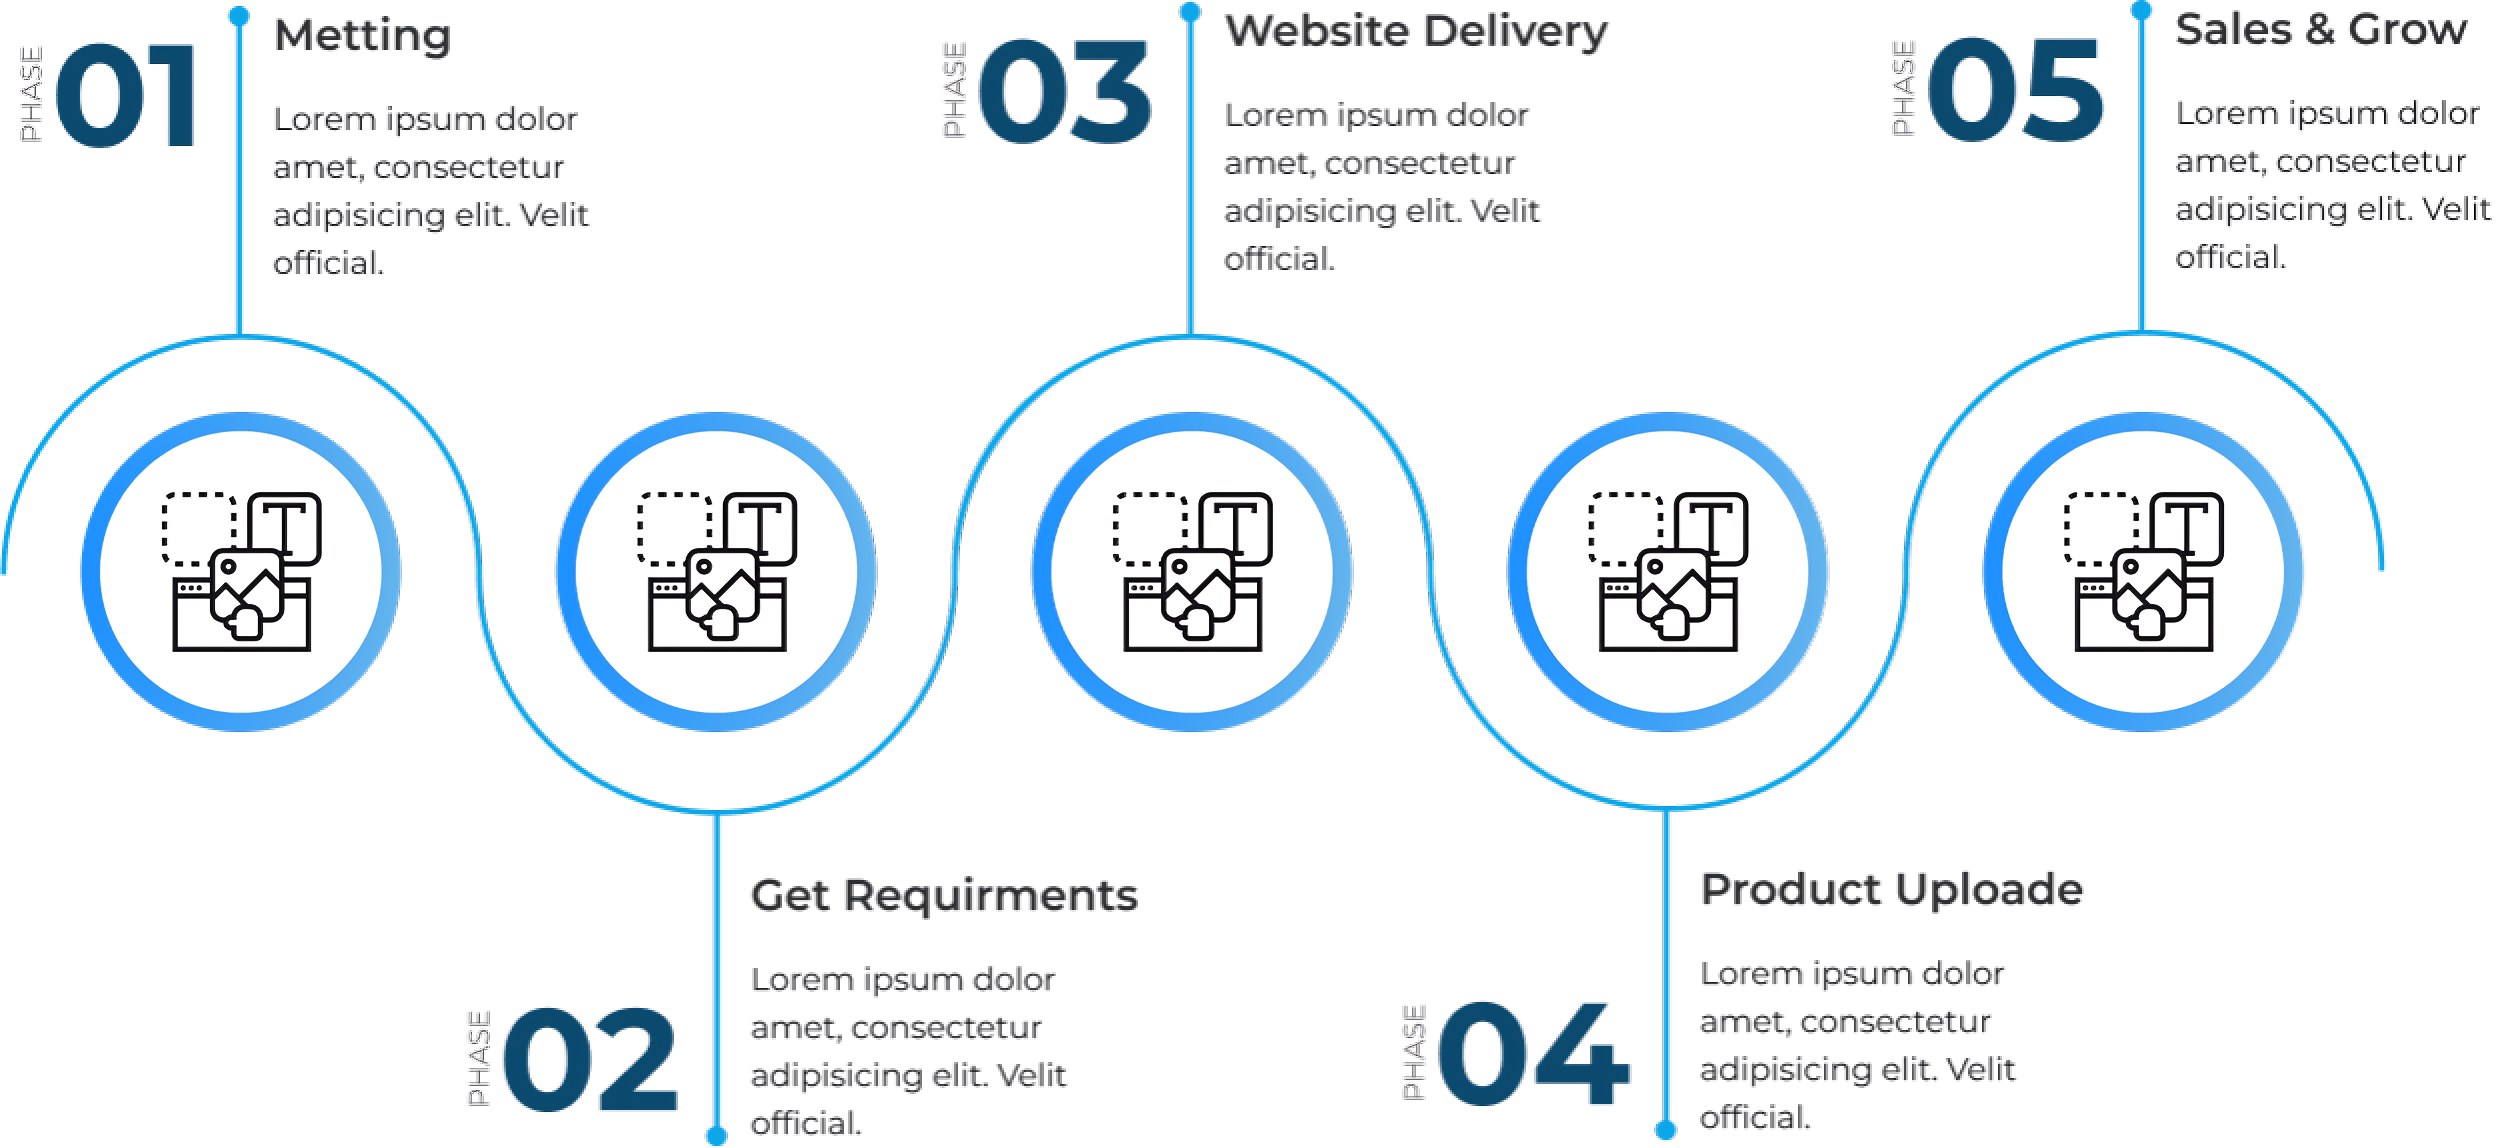 PHASE
01
Metting
Lorem ipsum dolor
amet, consectetur
adipisicing elit. Velit
official.
PHASE
02
Get Requirments
Lorem ipsum dolor
amet, consectetur
adipisicing elit. Velit
official.
PHASE
03
Website Delivery
Lorem ipsum dolor
amet, consectetur
adipisicing elit. Velit
official.
PHASE
04
Product Uploade
Lorem ipsum dolor
amet, consectetur
adipisicing elit. Velit
official.
PHASE
05
Sales & Grow
Lorem ipsum dolor
amet, consectetur
adipisicing elit. Velit
official.
T
T
T
T
T